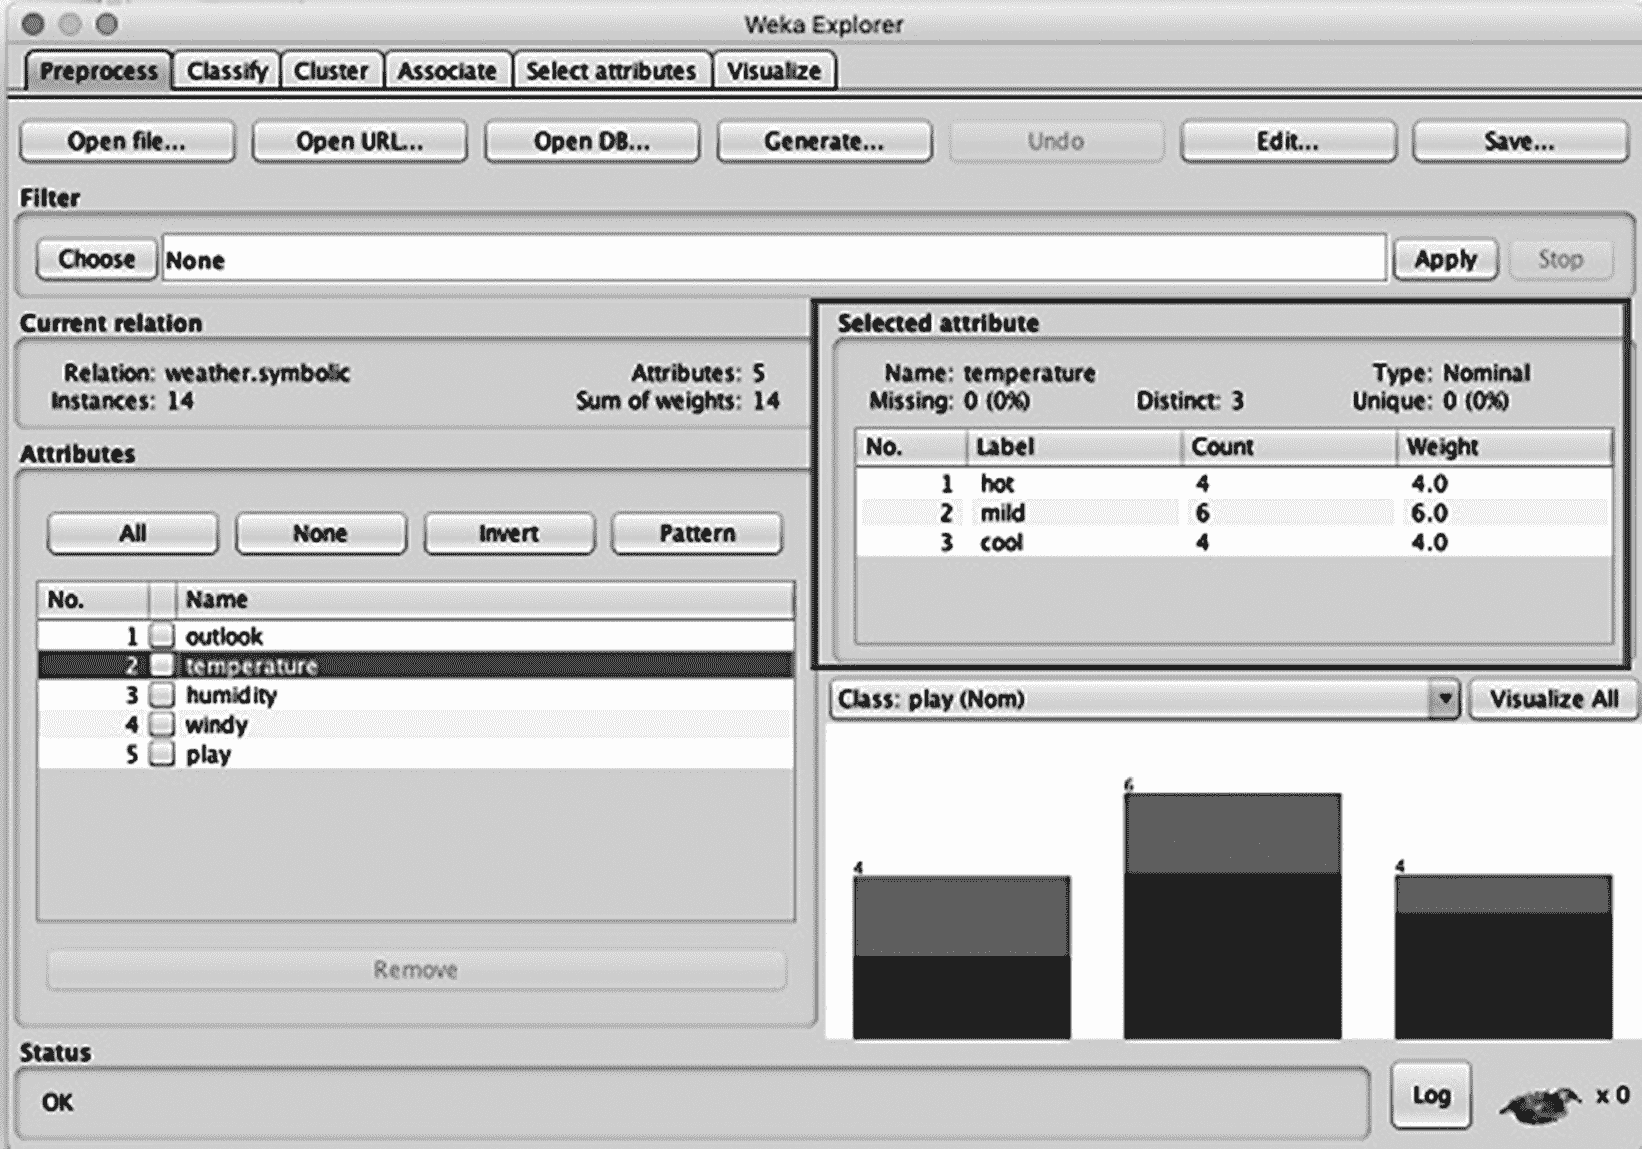 Weka Explorer
Preprocess Classify Cluster Associate Select attributes Visualize
Open file... Open URL... Open DB... Generate... Undo Edit... Save...
Filter
Choose None Apply Stop
Current relation
Relation: weather.symbolic Attributes: 5
Instances: 14 Sum of weights: 14
Selected attribute
Name: temperature Type: Nominal
Missing: 0 (0%) Distinct: 3 Unique: 0 (0%)
No. Label Count Weight
1 hot 4 4.0
2 mild 6 6.0
3 cool 4 4.0
Attributes
All None Invert Pattern
No. Name
1 outlook
2 temperature
3 humidity
4 windy
5 play
Remove
Class: play (Nom) Visualize All
4 6 4
Status
OK
Log x 0